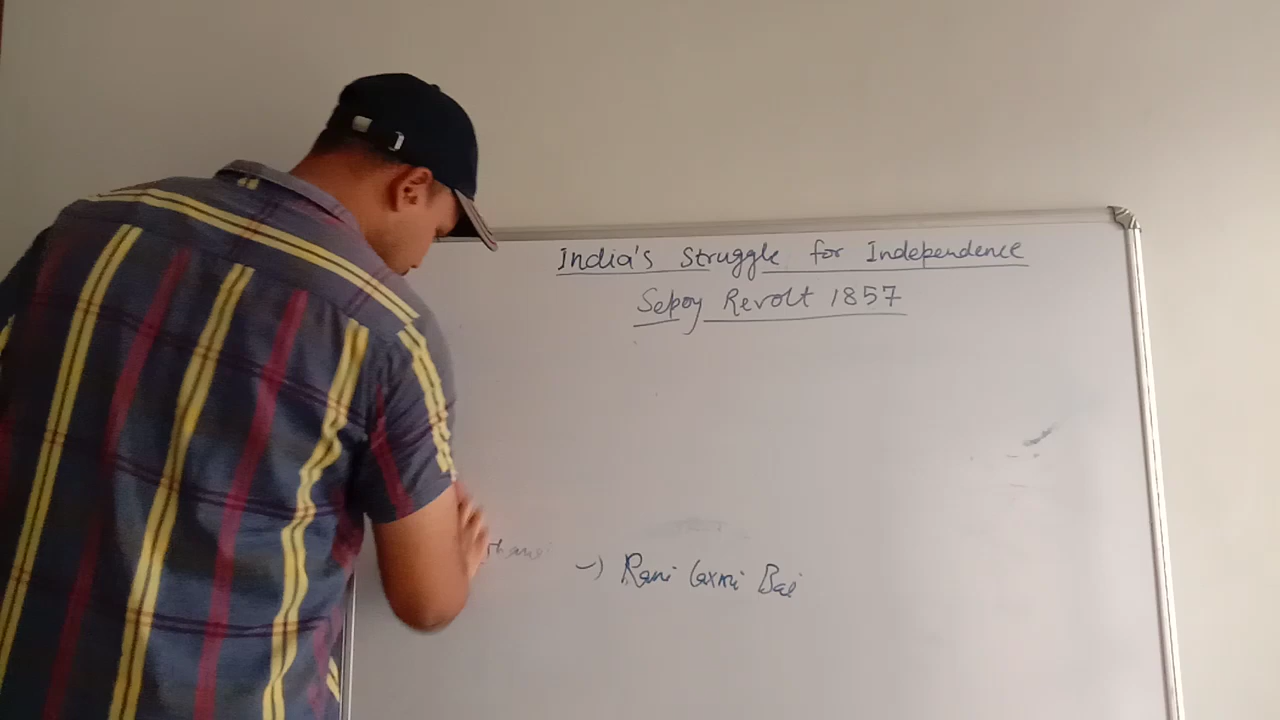 India's Struggle for Independence
Sepoy Revolt 1857
-) Rani Laxmi Bai